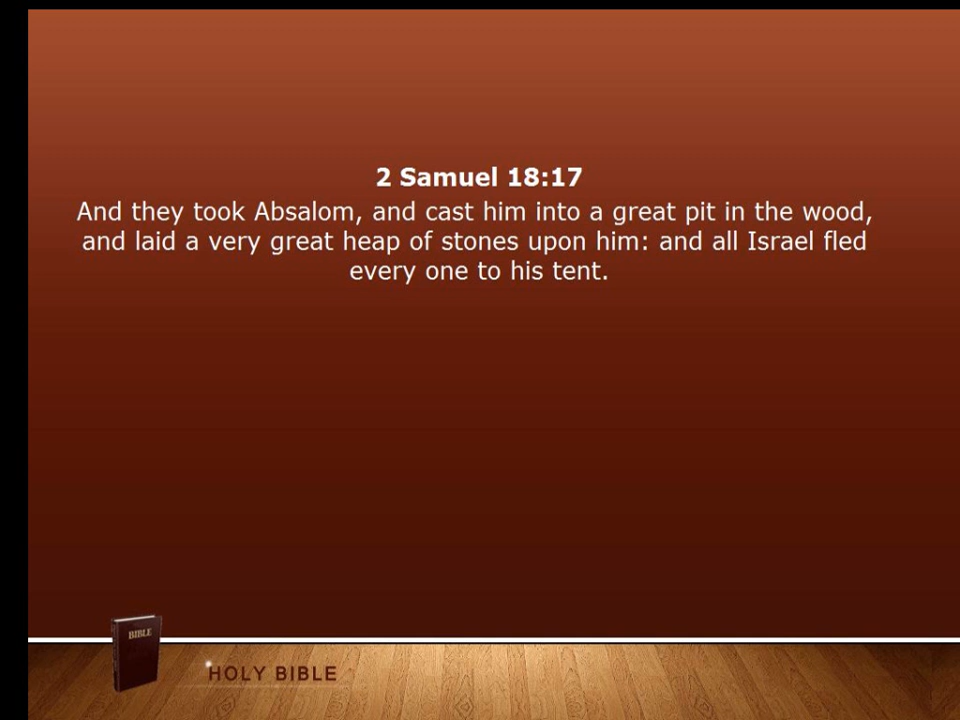 2 Samuel 18:17
And they took Absalom, and cast him into a great pit in the wood,
and laid a very great heap of stones upon him: and all Israel fled
every one to his tent.
BIBLE
HOLY BIBLE